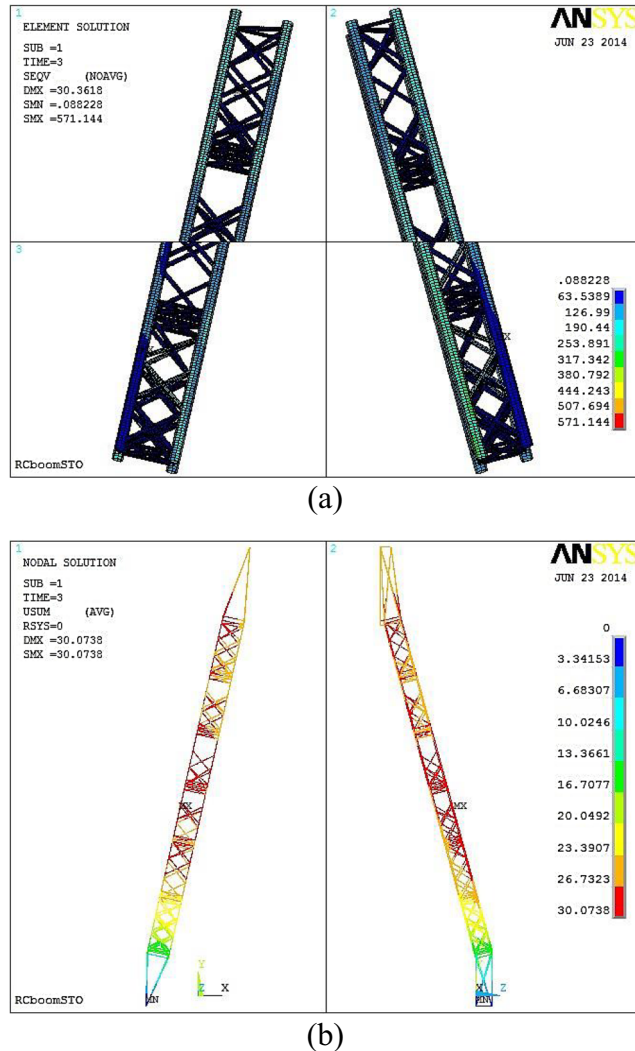 1
ELEMENT SOLUTION
SUB =1
TIME=3
SEQV (NOAVG)
DMX =30.3618
SMN =.088228
SMX =571.144
2
ANSYS
JUN 23 2014
3
X
.088228
63.5389
126.99
190.44
253.891
317.342
380.792
444.243
507.694
571.144
RCboomSTO
(a)
1
NODAL SOLUTION
SUB =1
TIME=3
USUM (AVG)
RSYS=0
DMX =30.0738
SMX =30.0738
2
ANSYS
JUN 23 2014
0
3.34153
6.68307
10.0246
13.3661
16.7077
20.0492
23.3907
26.7323
30.0738
MX
MX
Y
Z X
X Z
MN
MN
RCboomSTO
(b)